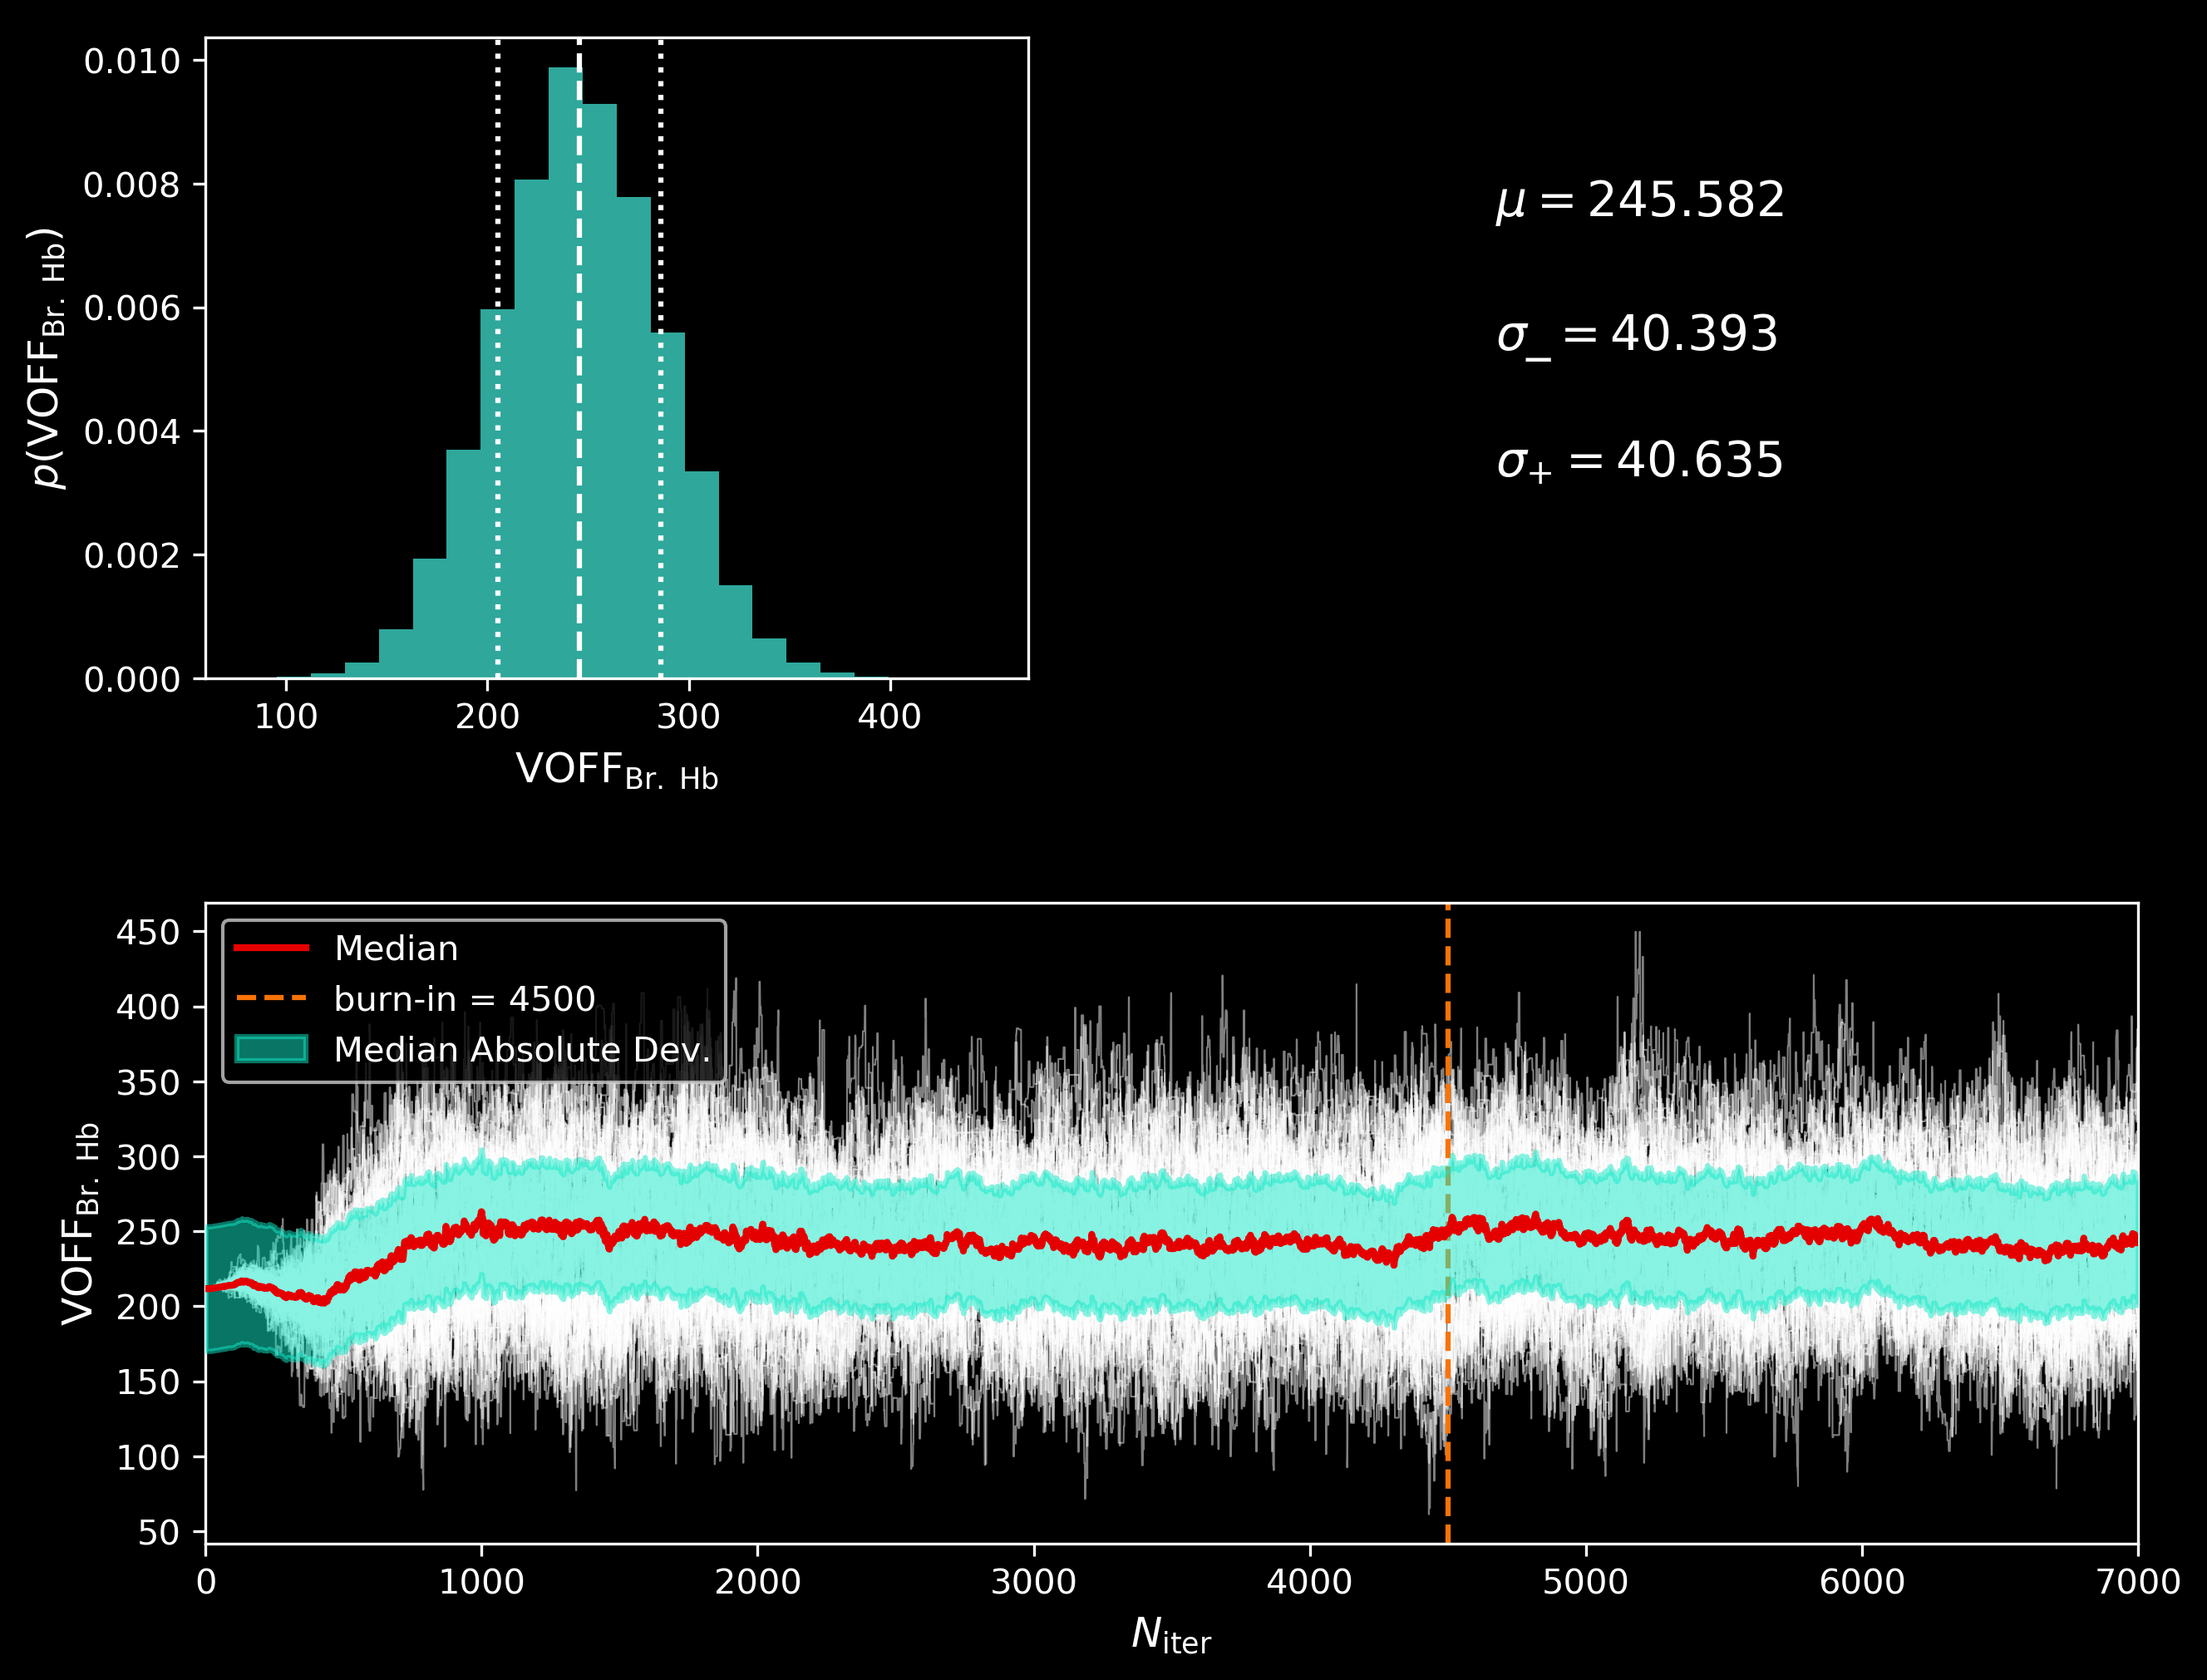 0.010
0.008
0.006
0.004
0.002
0.000
p(VOFF_Br. Hb)
100 200 300 400
VOFF_Br. Hb
μ = 245.582
σ_− = 40.393
σ_+ = 40.635
450
400
350
300
250
200
150
100
50
VOFF_Br. Hb
Median
burn-in = 4500
Median Absolute Dev.
0 1000 2000 3000 4000 5000 6000 7000
N_iter